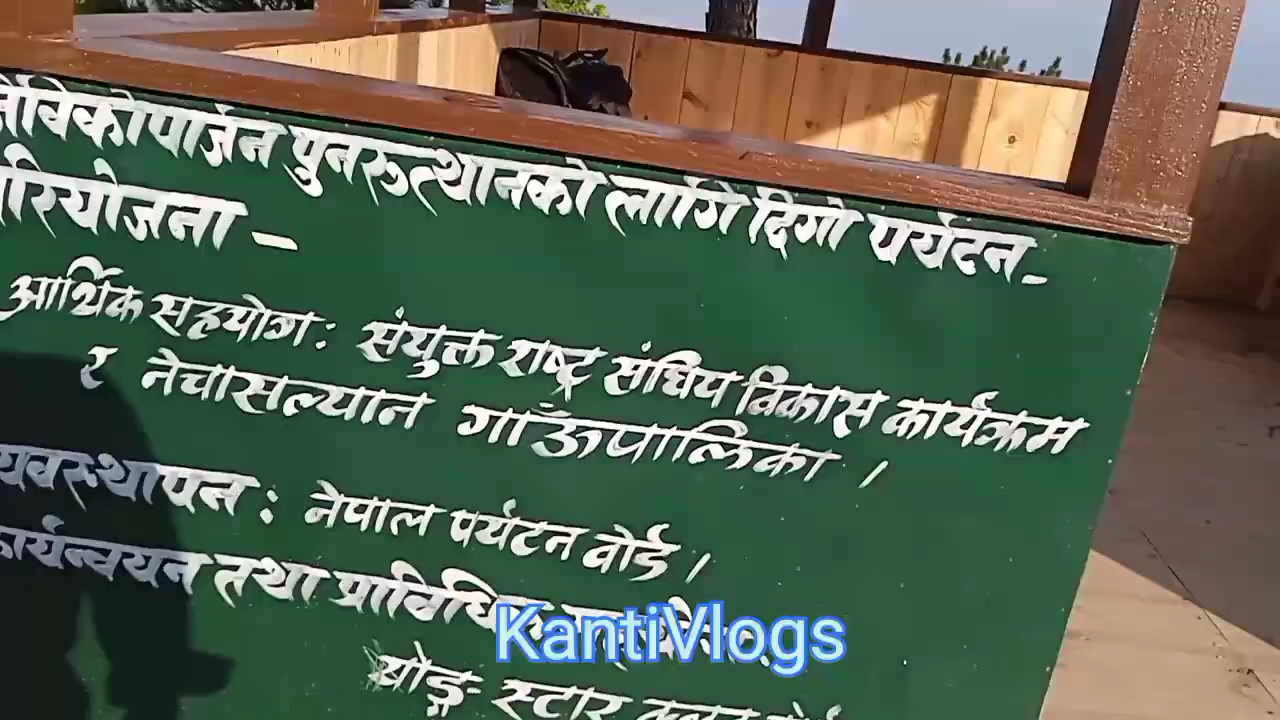 जीविकोपार्जन पुनरूत्थानको लागि दिगो पर्यटन-
परियोजना -
आर्थिक सहयोग: संयुक्त राष्ट्र संघिय विकास कार्यक्रम
र नेचासल्यान गाउँपालिका ।
व्यवस्थापन: नेपाल पर्यटन वोर्ड ।
कार्यन्वयन तथा प्राविधिक
KantiVlogs
योङ्ग स्टार